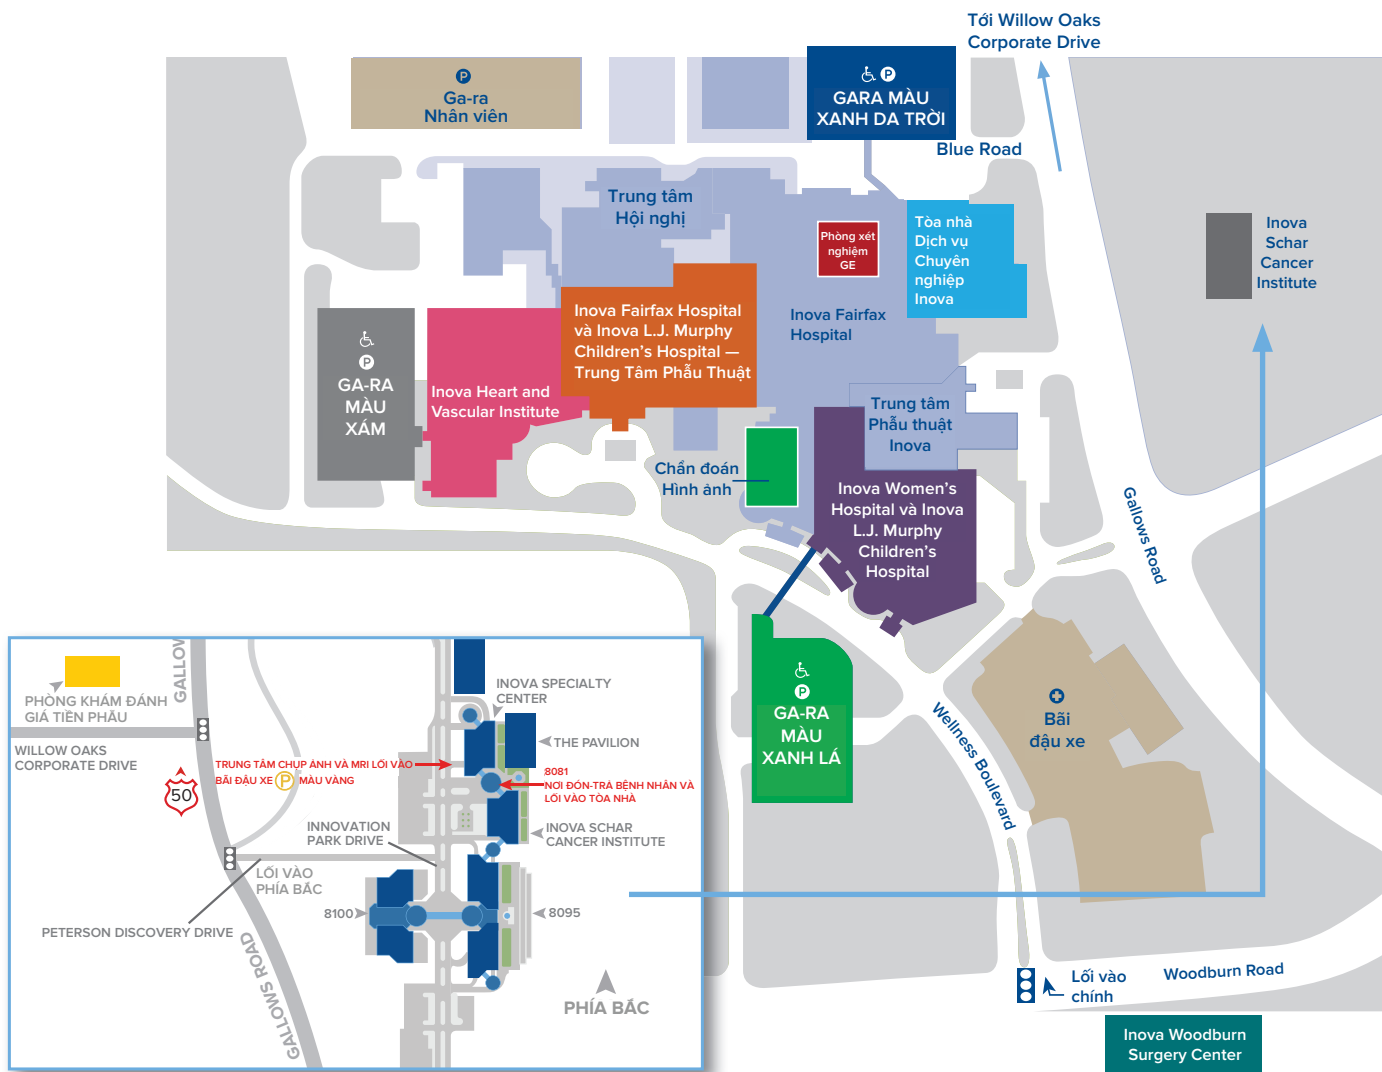 Tới Willow Oaks
Corporate Drive
P
Ga-ra
Nhân viên
P
GARA MÀU
XANH DA TRỜI
Blue Road
Trung tâm
Hội nghị
Phòng xét
nghiệm
GE
Tòa nhà
Dịch vụ
Chuyên
nghiệp
Inova
Inova
Schar
Cancer
Institute
Inova Fairfax Hospital
và Inova L.J. Murphy
Children's Hospital —
Trung Tâm Phẫu Thuật
Inova Fairfax
Hospital
P
GA-RA
MÀU
XÁM
Inova Heart and
Vascular Institute
Trung tâm
Phẫu thuật
Inova
Chẩn đoán
Hình ảnh
Inova Women's
Hospital và Inova
L.J. Murphy
Children's
Hospital
Gallows Road
P
GA-RA
MÀU
XANH LÁ
Wellness Boulevard
Bãi
đậu xe
Lối vào
chính
Woodburn Road
Inova Woodburn
Surgery Center
PHÒNG KHÁM ĐÁNH
GIÁ TIỀN PHẪU
GALLOW
WILLOW OAKS
CORPORATE DRIVE
50
INOVA SPECIALTY
CENTER
THE PAVILION
TRUNG TÂM CHỤP ẢNH VÀ MRI LỐI VÀO
BÃI ĐẬU XE P MÀU VÀNG
8081
NƠI ĐÓN-TRẢ BỆNH NHÂN VÀ
LỐI VÀO TÒA NHÀ
INNOVATION
PARK DRIVE
INOVA SCHAR
CANCER INSTITUTE
LỐI VÀO
PHÍA BẮC
8100
8095
PETERSON DISCOVERY DRIVE
GALLOWS ROAD
PHÍA BẮC